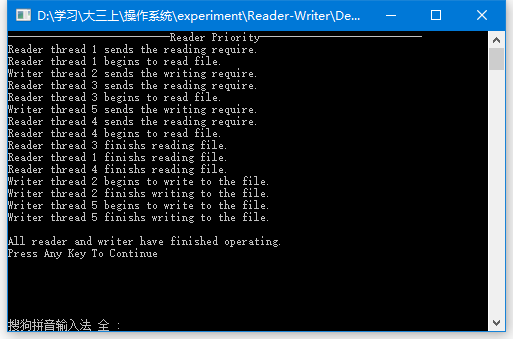 D:\学习\大三上\操作系统\experiment\Reader-Writer\De...
Reader Priority
Reader thread 1 sends the reading require.
Reader thread 1 begins to read file.
Writer thread 2 sends the writing require.
Reader thread 3 sends the reading require.
Reader thread 3 begins to read file.
Writer thread 5 sends the writing require.
Reader thread 4 sends the reading require.
Reader thread 4 begins to read file.
Reader thread 3 finishs reading file.
Reader thread 1 finishs reading file.
Reader thread 4 finishs reading file.
Writer thread 2 begins to write to the file.
Writer thread 2 finishs writing to the file.
Writer thread 5 begins to write to the file.
Writer thread 5 finishs writing to the file.
All reader and writer have finished operating.
Press Any Key To Continue
搜狗拼音输入法 全 :